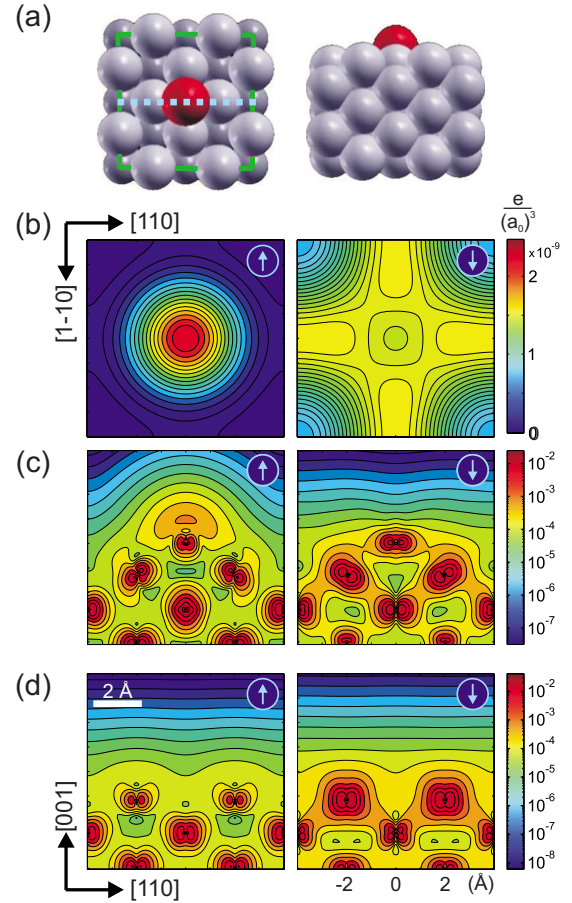 (a)
(b)
[110]
[1-10]
↑
↓
e
(a₀)³
x10⁻⁹
2
1
0
(c)
↑
↓
10⁻²
10⁻³
10⁻⁴
10⁻⁵
10⁻⁶
10⁻⁷
(d)
2 Å
↑
↓
10⁻²
10⁻³
10⁻⁴
10⁻⁵
10⁻⁶
10⁻⁷
10⁻⁸
[001]
[110]
-2 0 2 (Å)